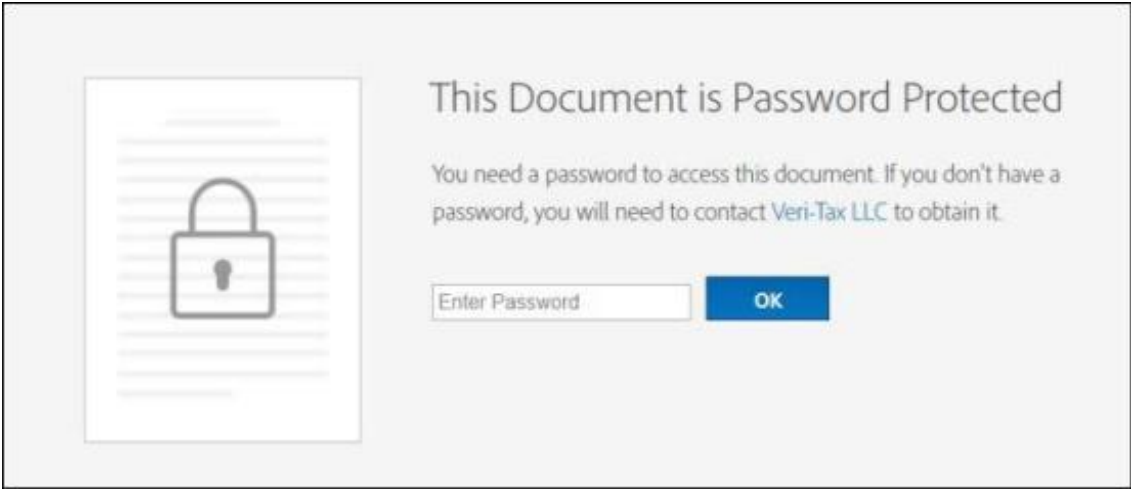 This Document is Password Protected
You need a password to access this document. If you don't have a
password, you will need to contact Veri-Tax LLC to obtain it.
Enter Password
OK